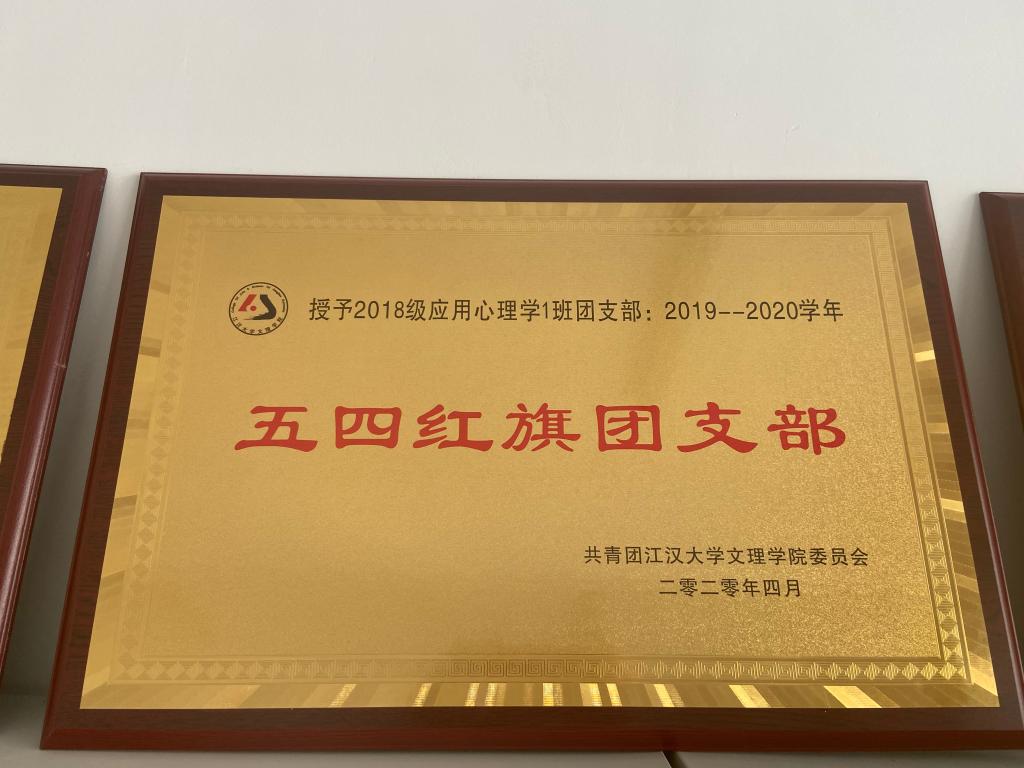 授予2018级应用心理学1班团支部：2019--2020学年
五四红旗团支部
共青团江汉大学文理学院委员会
二零二零年四月